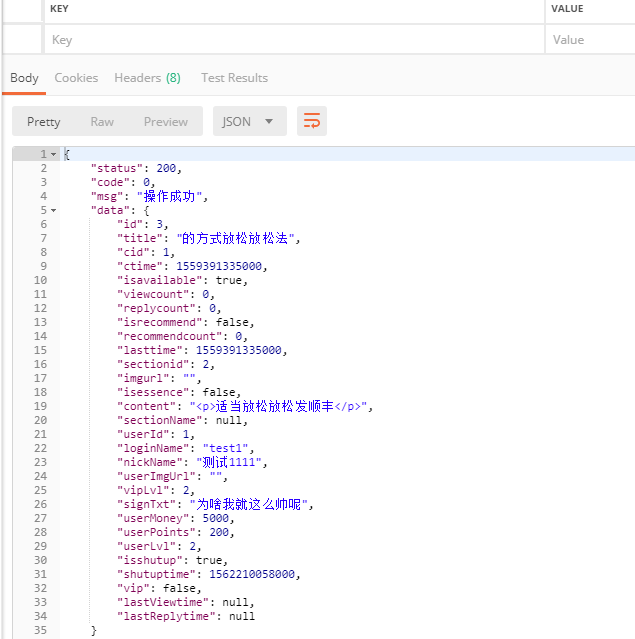 KEY VALUE
Key Value
Body Cookies Headers (8) Test Results
Pretty Raw Preview JSON
1 {
2 "status": 200,
3 "code": 0,
4 "msg": "操作成功",
5 "data": {
6 "id": 3,
7 "title": "的方式放松放松法",
8 "cid": 1,
9 "ctime": 1559391335000,
10 "isavailable": true,
11 "viewcount": 0,
12 "replycount": 0,
13 "isrecommend": false,
14 "recommendcount": 0,
15 "lasttime": 1559391335000,
16 "sectionid": 2,
17 "imgurl": "",
18 "isessence": false,
19 "content": "<p>适当放松放松发顺丰</p>",
20 "sectionName": null,
21 "userId": 1,
22 "loginName": "test1",
23 "nickName": "测试1111",
24 "userImgUrl": "",
25 "vipLvl": 2,
26 "signTxt": "为啥我就这么帅呢",
27 "userMoney": 5000,
28 "userPoints": 200,
29 "userLvl": 2,
30 "isshutup": true,
31 "shutuptime": 1562210058000,
32 "vip": false,
33 "lastViewtime": null,
34 "lastReplytime": null
35 }